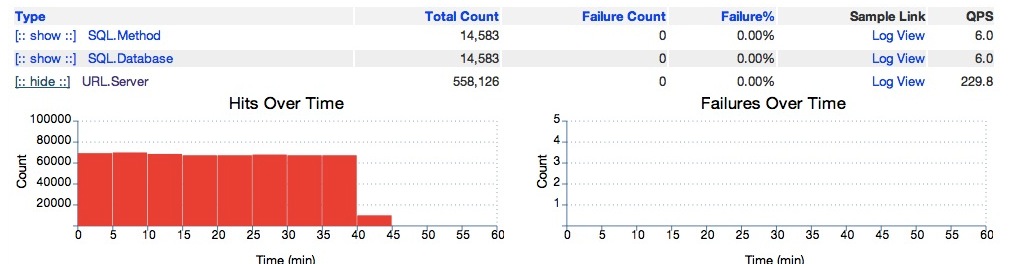 Type Total Count Failure Count Failure% Sample Link QPS
[:: show ::] SQL.Method 14,583 0 0.00% Log View 6.0
[:: show ::] SQL.Database 14,583 0 0.00% Log View 6.0
[:: hide ::] URL.Server 558,126 0 0.00% Log View 229.8
Hits Over Time
100000
80000
60000
40000
20000
Count
0 5 10 15 20 25 30 35 40 45 50 55 60
Time (min)
Failures Over Time
5
4
3
2
1
Count
0 5 10 15 20 25 30 35 40 45 50 55 60
Time (min)